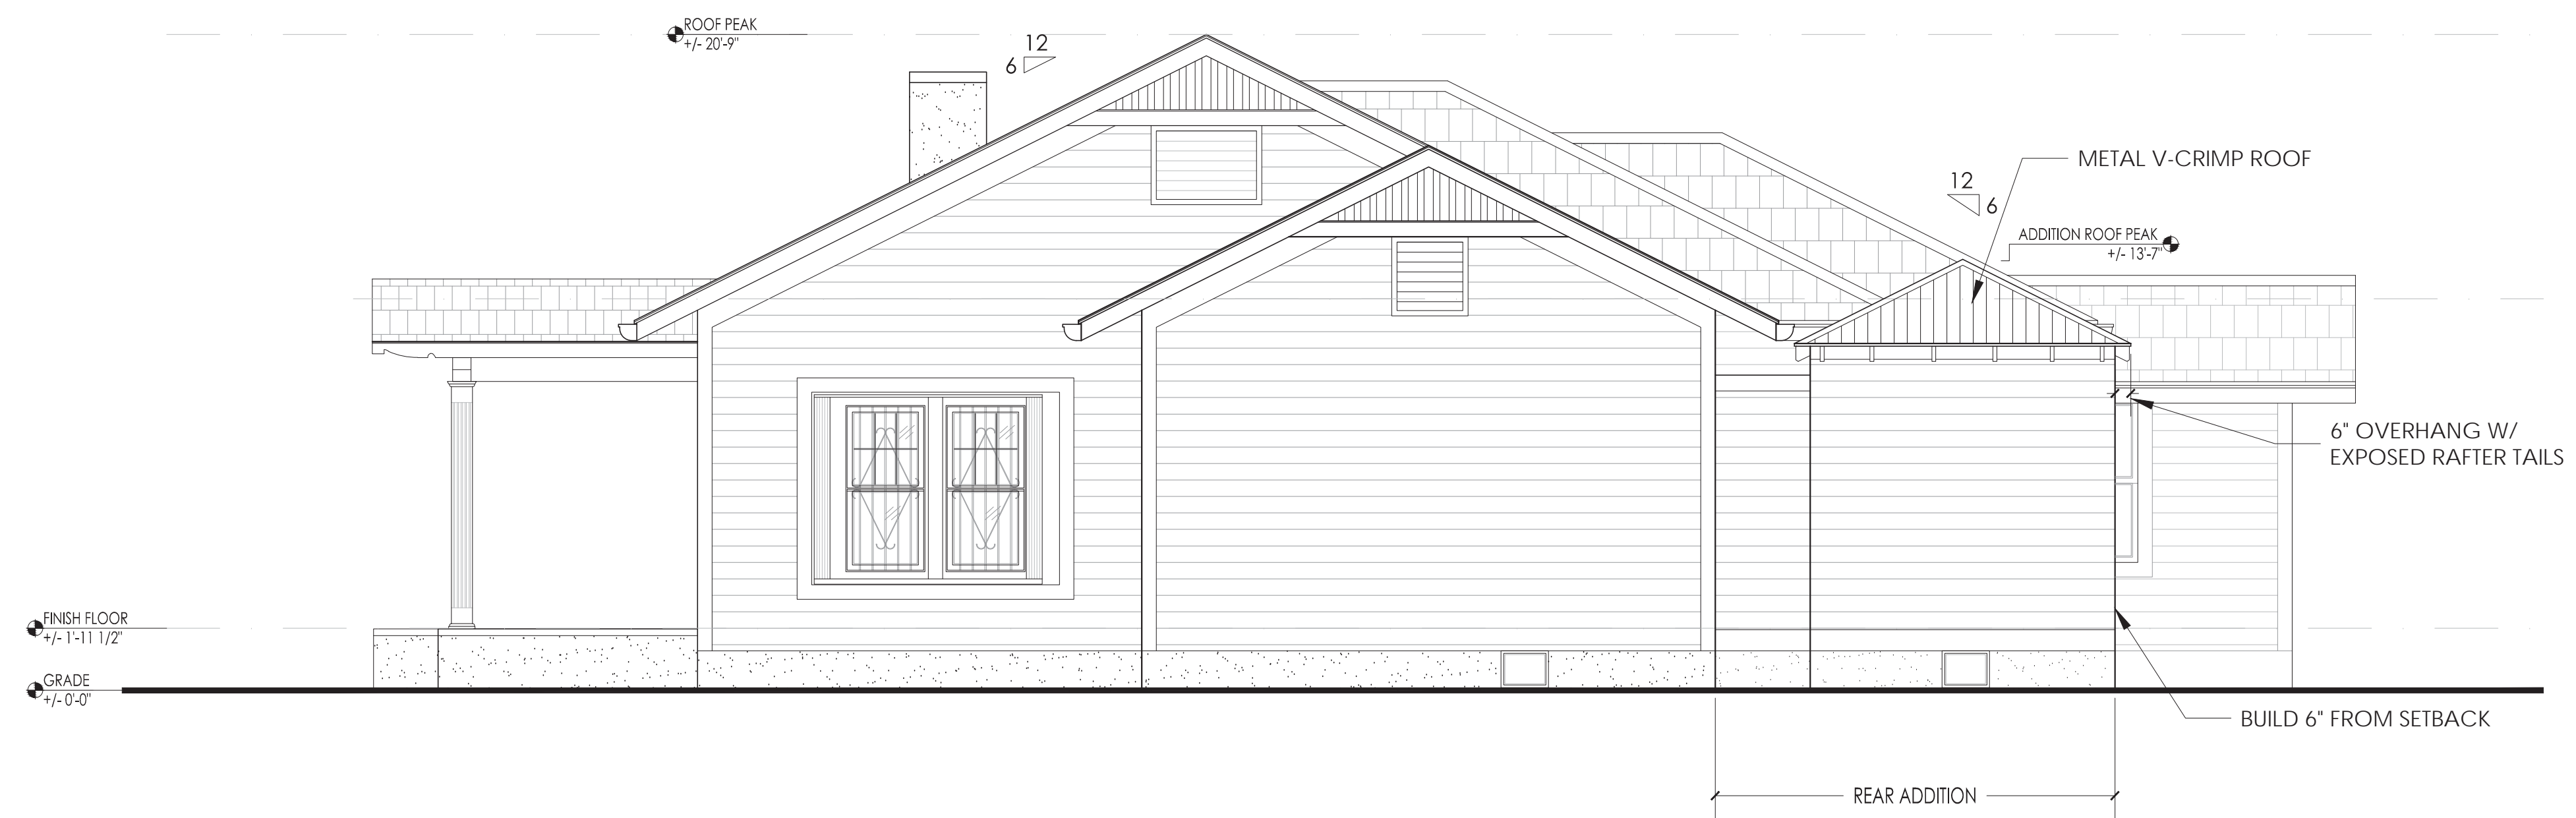 ROOF PEAK
+/- 20'-9"
12
6
METAL V-CRIMP ROOF
12
6
ADDITION ROOF PEAK
+/- 13'-7"
6" OVERHANG W/
EXPOSED RAFTER TAILS
FINISH FLOOR
+/- 1'-11 1/2"
GRADE
+/- 0'-0"
BUILD 6" FROM SETBACK
REAR ADDITION